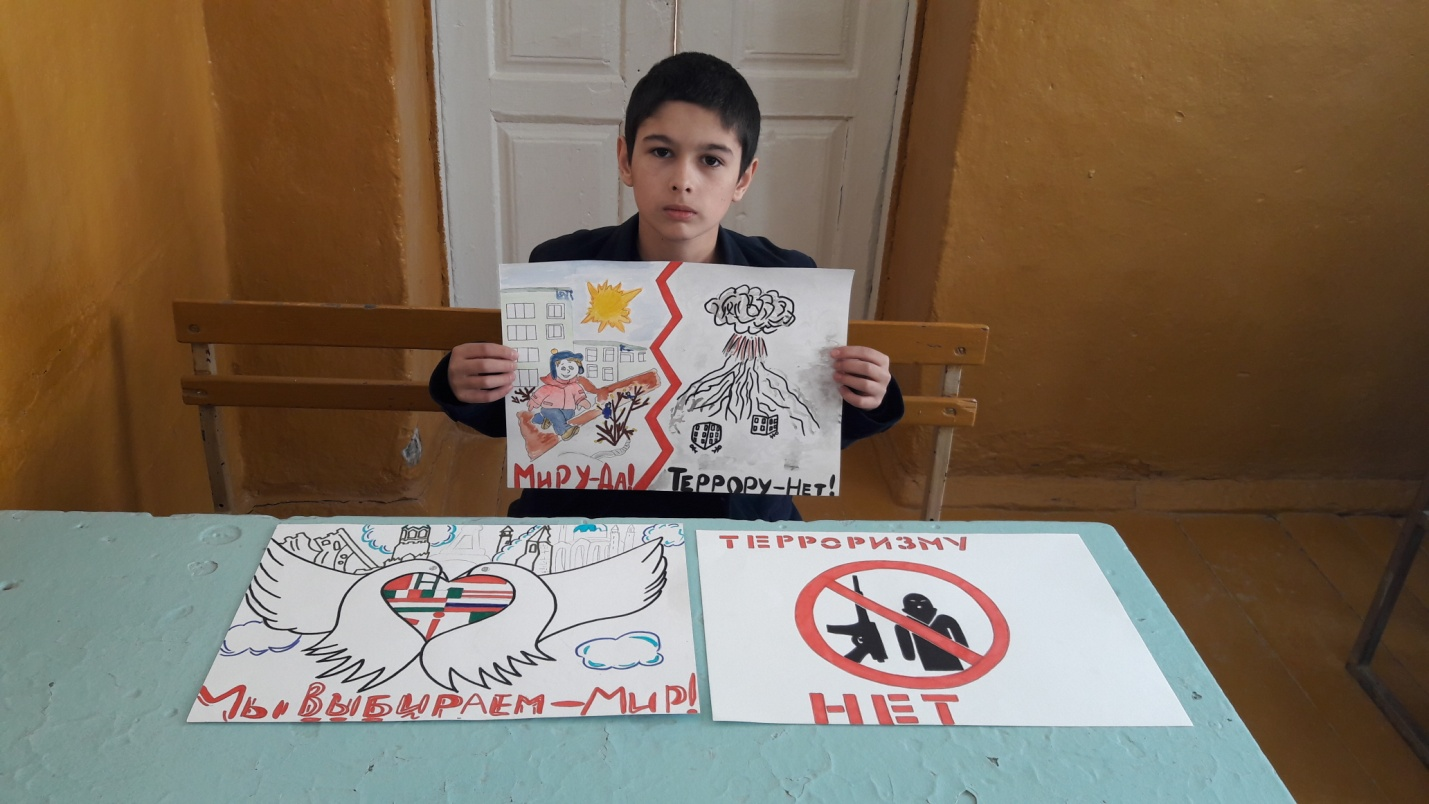 МИРУ-ДА!
ТЕРРОРУ-НЕТ!
МЫ ВЫБИРАЕМ-МИР!
ТЕРРОРИЗМУ
НЕТ